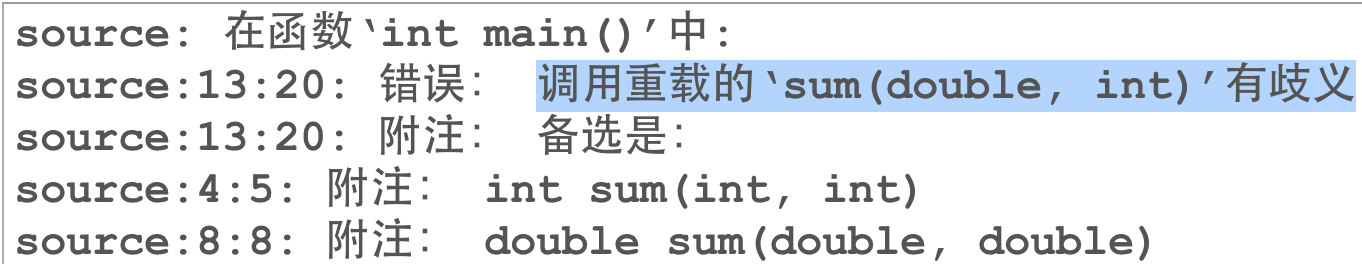 source: 在函数‘int main()’中:
source:13:20: 错误： 调用重载的‘sum(double, int)’有歧义
source:13:20: 附注： 备选是：
source:4:5: 附注： int sum(int, int)
source:8:8: 附注： double sum(double, double)